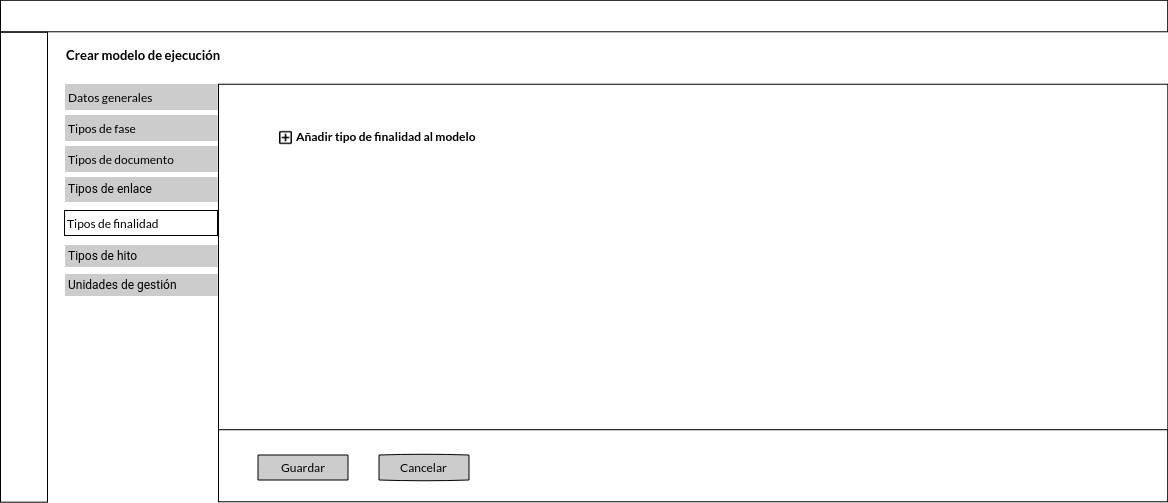 Crear modelo de ejecución
Datos generales
Tipos de fase
Tipos de documento
Tipos de enlace
Tipos de finalidad
Tipos de hito
Unidades de gestión
Añadir tipo de finalidad al modelo
Guardar
Cancelar